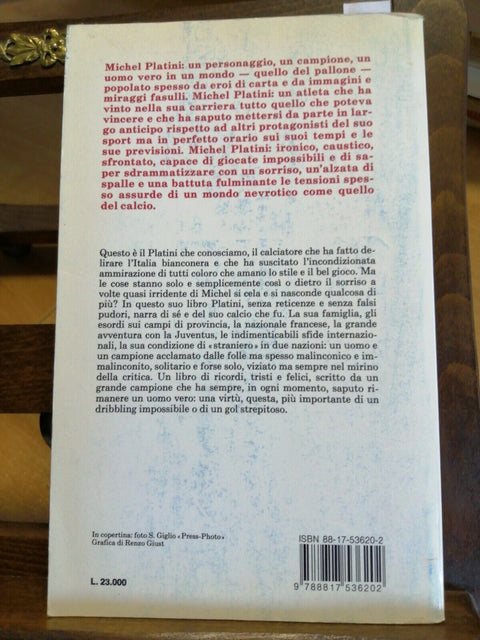 Michel Platini: un personaggio, un campione, un
uomo vero in un mondo — quello del pallone —
popolato spesso da eroi di carta e da immagini e
miraggi fasulli. Michel Platini: un atleta che ha
vinto nella sua carriera tutto quello che poteva
vincere e che ha saputo mettersi da parte in lar-
go anticipo rispetto ad altri protagonisti del suo
sport ma in perfetto orario sui suoi tempi e le
sue previsioni. Michel Platini: ironico, caustico,
sfrontato, capace di giocate impossibili e di sa-
per sdrammatizzare con un sorriso, un'alzata di
spalle e una battuta fulminante le tensioni spes-
so assurde di un mondo nevrotico come quello
del calcio.
Questo è il Platini che conosciamo, il calciatore che ha fatto de-
lirare l'Italia bianconera e che ha suscitato l'incondizionata
ammirazione di tutti coloro che amano lo stile e il bel gioco. Ma
le cose stanno solo e semplicemente così o dietro il sorriso a
volte quasi irridente di Michel si cela e si nasconde qualcosa di
più? In questo suo libro Platini, senza reticenze e senza falsi
pudori, narra di sé e del suo calcio che fu. La sua famiglia, gli
esordi sui campi di provincia, la nazionale francese, la grande
avventura con la Juventus, le indimenticabili sfide internazio-
nali, la sua condizione di «straniero» in due nazioni: un uomo e
un campione acclamato dalle folle ma spesso malinconico e im-
malinconito, solitario e forse solo, viziato ma sempre nel mirino
della critica. Un libro di ricordi, tristi e felici, scritto da un
grande campione che ha sempre, in ogni momento, saputo ri-
manere un uomo vero: una virtù, questa, più importante di un
dribbling impossibile o di un gol strepitoso.
In copertina: foto S. Giglio «Press-Photo»
Grafica di Renzo Giust
ISBN 88-17-53620-2
L. 23.000
9 788817 536202